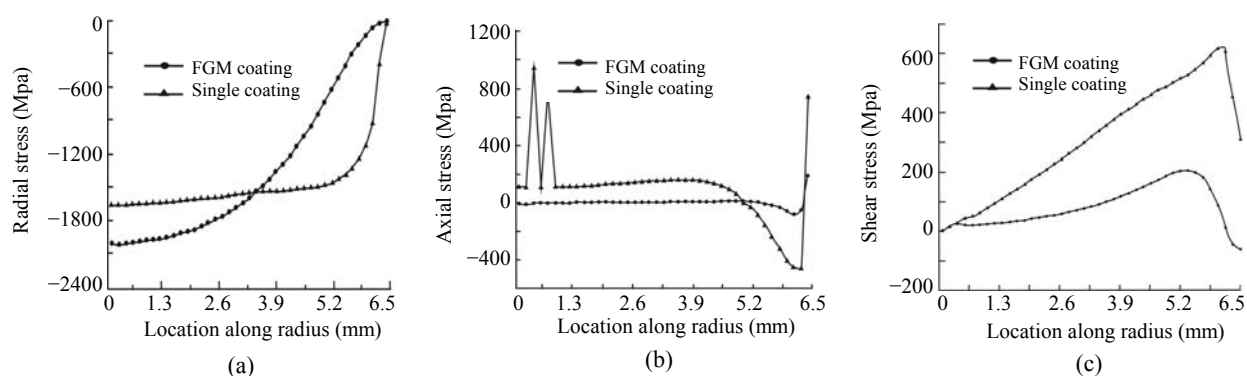 0
−600
−1200
−1800
−2400
Radial stress (Mpa)
FGM coating
Single coating
0 1.3 2.6 3.9 5.2 6.5
Location along radius (mm)
(a)
1200
800
400
0
−400
Axial stress (Mpa)
FGM coating
Single coating
0 1.3 2.6 3.9 5.2 6.5
Location along radius (mm)
(b)
600
400
200
0
−200
Shear stress (Mpa)
FGM coating
Single coating
0 1.3 2.6 3.9 5.2 6.5
Location along radius (mm)
(c)